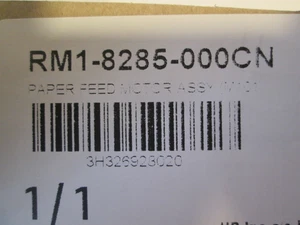 RM1-8285-000CN
PAPER FEED MOTOR ASSY
3H326923020
1/1